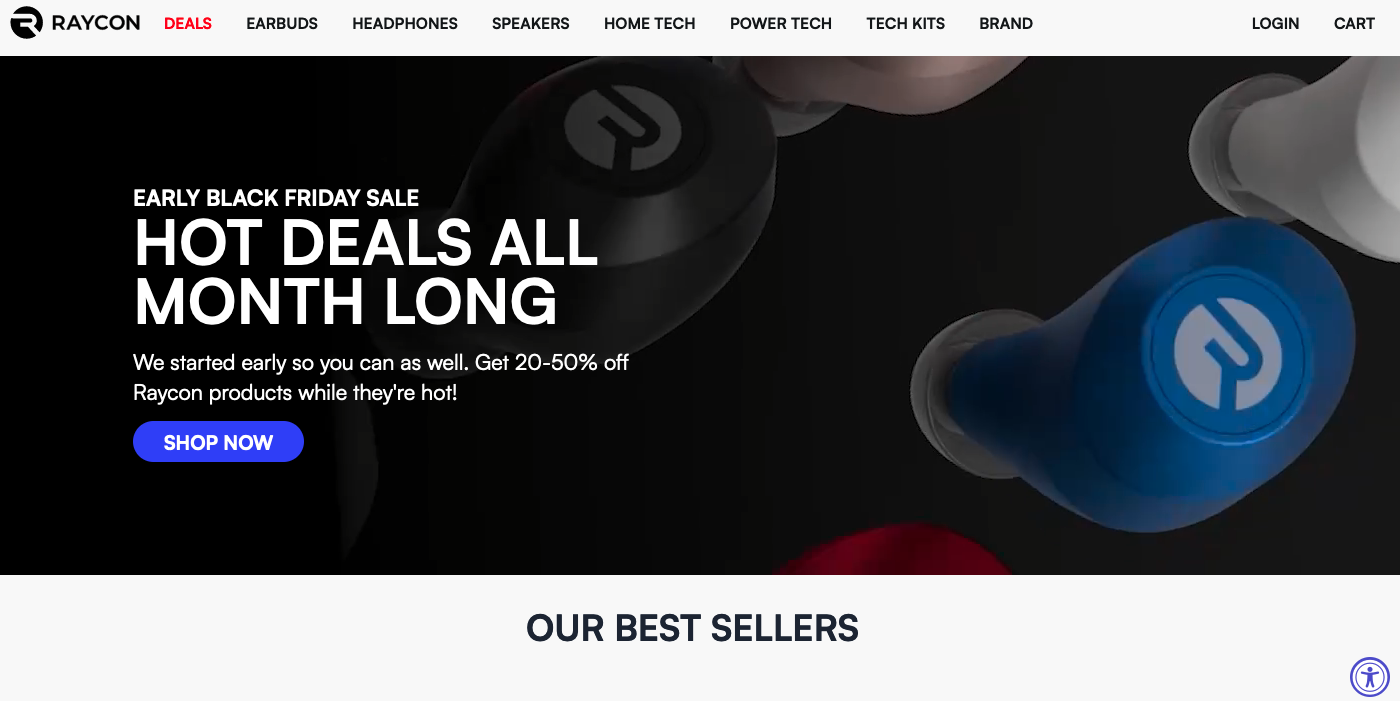 RAYCON DEALS EARBUDS HEADPHONES SPEAKERS HOME TECH POWER TECH TECH KITS BRAND LOGIN CART
EARLY BLACK FRIDAY SALE
HOT DEALS ALL
MONTH LONG
We started early so you can as well. Get 20-50% off
Raycon products while they're hot!
SHOP NOW
OUR BEST SELLERS